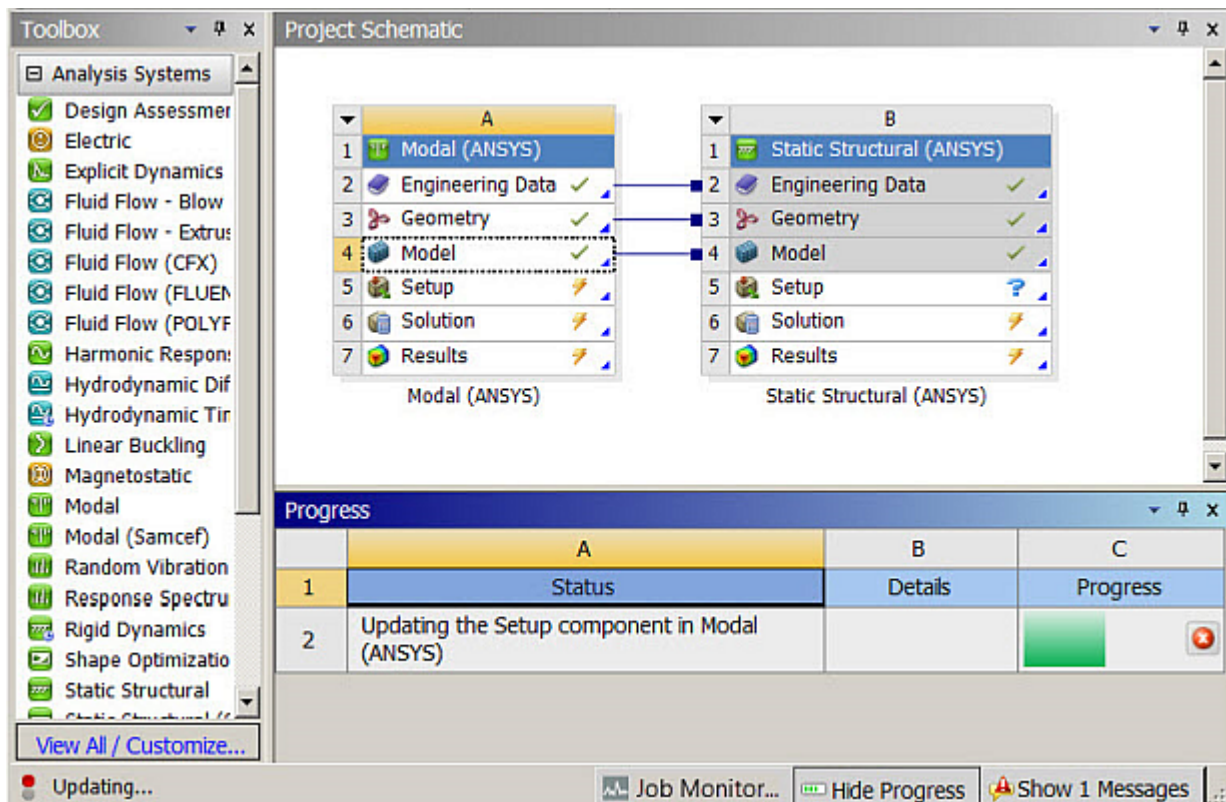 Toolbox
Analysis Systems
Design Assessmer
Electric
Explicit Dynamics
Fluid Flow - Blow
Fluid Flow - Extrus
Fluid Flow (CFX)
Fluid Flow (FLUEN
Fluid Flow (POLYF
Harmonic Respons
Hydrodynamic Dif
Hydrodynamic Tin
Linear Buckling
Magnetostatic
Modal
Modal (Samcef)
Random Vibration
Response Spectru
Rigid Dynamics
Shape Optimizatio
Static Structural
View All / Customize...
Project Schematic
A
1 Modal (ANSYS)
2 Engineering Data
3 Geometry
4 Model
5 Setup
6 Solution
7 Results
Modal (ANSYS)
B
1 Static Structural (ANSYS)
2 Engineering Data
3 Geometry
4 Model
5 Setup ?
6 Solution
7 Results
Static Structural (ANSYS)
Progress
A B C
1 Status Details Progress
2 Updating the Setup component in Modal
(ANSYS)
Updating... Job Monitor... Hide Progress Show 1 Messages